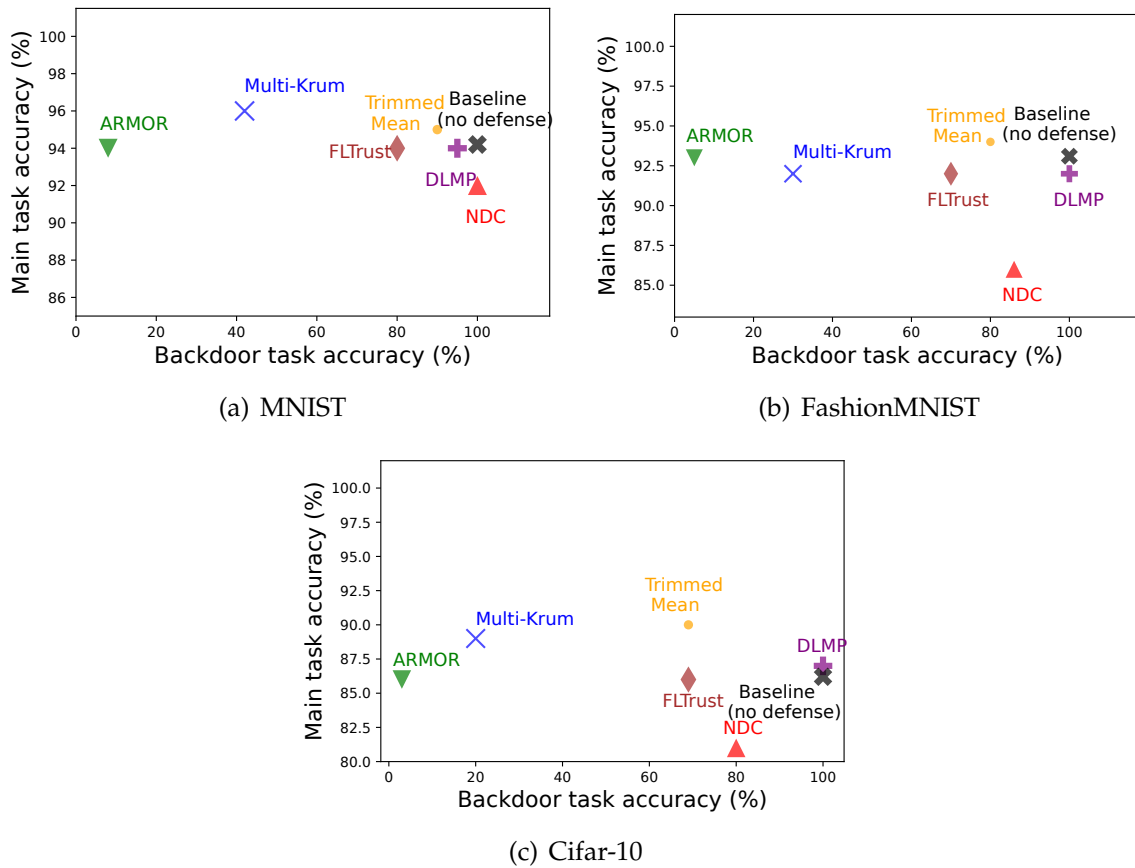 Main task accuracy (%)
100
98
96
94
92
90
88
86
ARMOR
Multi-Krum
Trimmed
Mean
FLTrust
Baseline
(no defense)
DLMP
NDC
0
20
40
60
80
100
Backdoor task accuracy (%)
(a) MNIST
Main task accuracy (%)
100.0
97.5
95.0
92.5
90.0
87.5
85.0
ARMOR
Multi-Krum
Trimmed
Mean
FLTrust
Baseline
(no defense)
DLMP
NDC
0
20
40
60
80
100
Backdoor task accuracy (%)
(b) FashionMNIST
Main task accuracy (%)
100.0
97.5
95.0
92.5
90.0
87.5
85.0
82.5
80.0
ARMOR
Multi-Krum
Trimmed
Mean
FLTrust
DLMP
Baseline
(no defense)
NDC
0
20
40
60
80
100
Backdoor task accuracy (%)
(c) Cifar-10